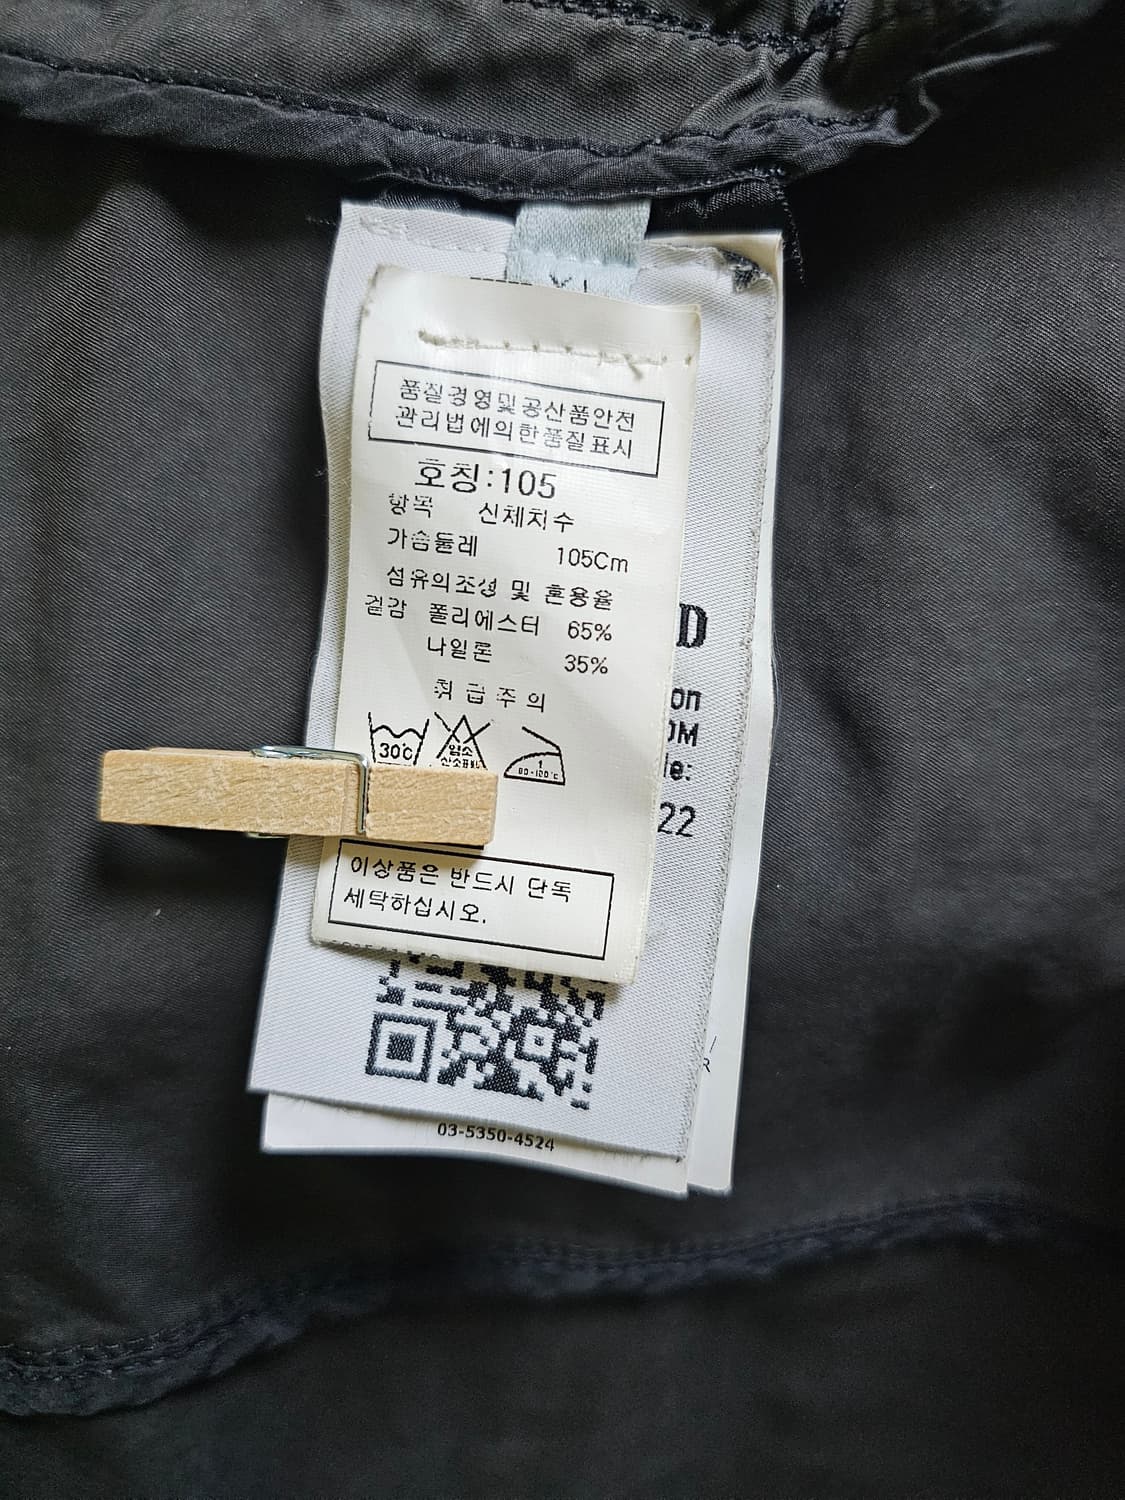 XL
품질경영및공산품안전
관리법에의한품질표시
호칭:105
항목 신체치수
가슴둘레 105Cm
섬유의조성 및 혼용율
겉감 폴리에스터 65%
나일론 35%
취급주의
30℃
염소
산소표백
1
80-100℃
이상품은 반드시 단독
세탁하십시오.
D
on
OM
le:
22
03-5350-4524